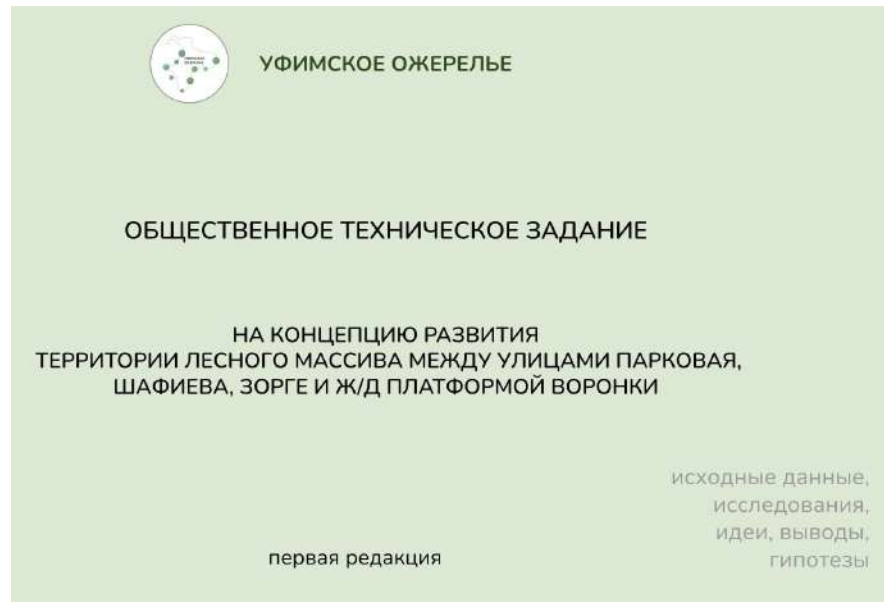 УФИМСКОЕ ОЖЕРЕЛЬЕ
ОБЩЕСТВЕННОЕ ТЕХНИЧЕСКОЕ ЗАДАНИЕ
НА КОНЦЕПЦИЮ РАЗВИТИЯ
ТЕРРИТОРИИ ЛЕСНОГО МАССИВА МЕЖДУ УЛИЦАМИ ПАРКОВАЯ,
ШАФИЕВА, ЗОРГЕ И Ж/Д ПЛАТФОРМОЙ ВОРОНКИ
исходные данные,
исследования,
идеи, выводы,
гипотезы
первая редакция